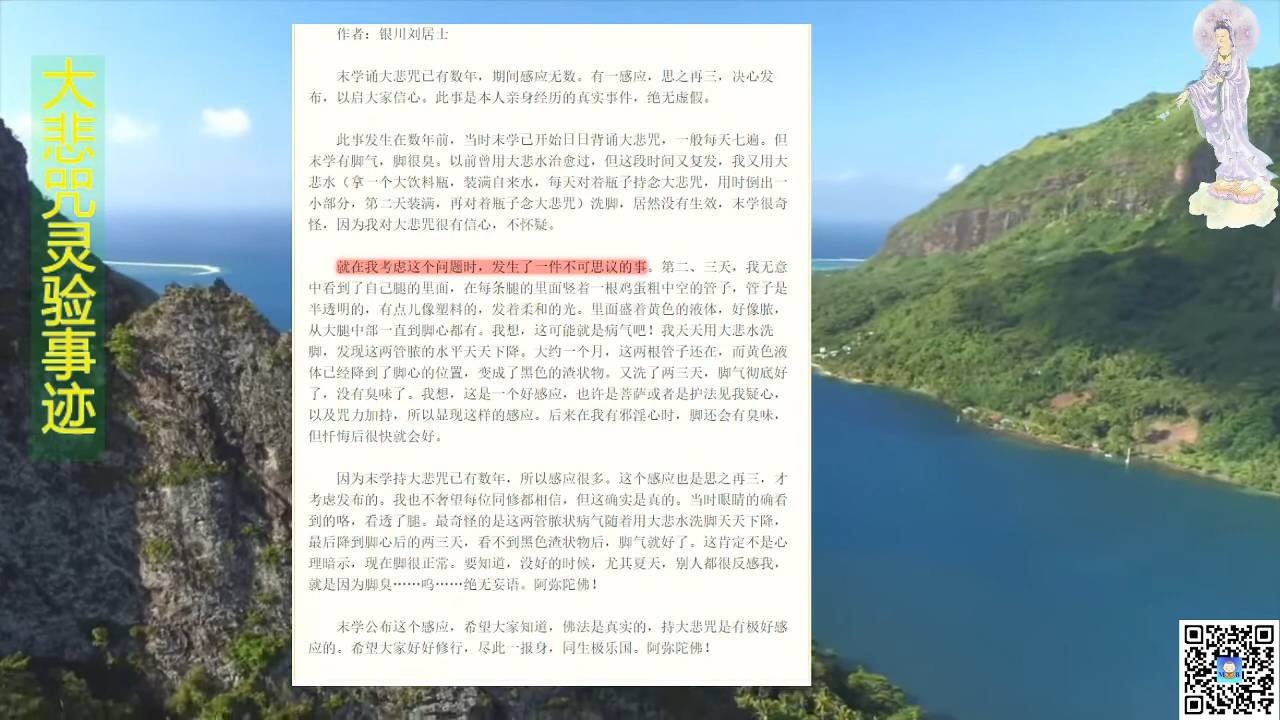 大悲咒灵验事迹
作者：银川刘居士
末学诵大悲咒已有数年，期间感应无数。有一感应，思之再三，决心发
布，以启大家信心。此事是本人亲身经历的真实事件，绝无虚假。
此事发生在数年前，当时末学已开始日日背诵大悲咒，一般每天七遍。但
末学有脚气，脚很臭。以前曾用大悲水治愈过，但这段时间又复发，我又用大
悲水（拿一个大饮料瓶，装满自来水，每天对着瓶子持念大悲咒，用时倒出一
小部分，第二天装满，再对着瓶子念大悲咒）洗脚，居然没有生效，末学很奇
怪，因为我对大悲咒很有信心，不怀疑。
就在我考虑这个问题时，发生了一件不可思议的事。第二、三天，我无意
中看到了自己腿的里面，在每条腿的里面竖着一根鸡蛋粗中空的管子，管子是
半透明的，有点儿像塑料的，发着柔和的光。里面盛着黄色的液体，好像脓，
从大腿中部一直到脚心都有。我想，这可能就是病气吧！我天天用大悲水洗
脚，发现这两管脓的水平天天下降。大约一个月，这两根管子还在，而黄色液
体已经降到了脚心的位置，变成了黑色的渣状物。又洗了两三天，脚气彻底好
了，没有臭味了。我想，这是一个好感应，也许是菩萨或者是护法见我疑心，
以及咒力加持，所以显现这样的感应。后来在我有邪淫心时，脚还会有臭味，
但忏悔后很快就会好。
因为末学持大悲咒已有数年，所以感应很多。这个感应也是思之再三，才
考虑发布的。我也不奢望每位同修都相信，但这确实是真的。当时眼睛的确看
到的咯，看透了腿。最奇怪的是这两管脓状病气随着用大悲水洗脚天天下降，
最后降到脚心后的两三天，看不到黑色渣状物后，脚气就好了。这肯定不是心
理暗示，现在脚很正常。要知道，没好的时候，尤其夏天，别人都很反感我，
就是因为脚臭……呜……绝无妄语。阿弥陀佛！
末学公布这个感应，希望大家知道，佛法是真实的，持大悲咒是有极好感
应的。希望大家好好修行，尽此一报身，同生极乐国。阿弥陀佛！